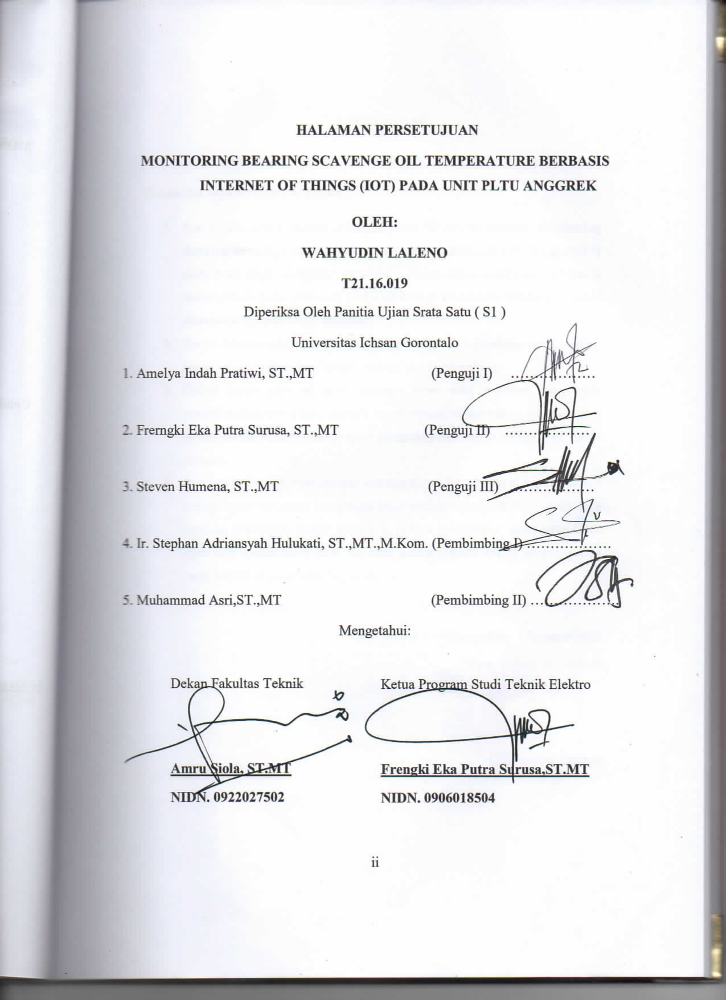 HALAMAN PERSETUJUAN
MONITORING BEARING SCAVENGE OIL TEMPERATURE BERBASIS
INTERNET OF THINGS (IOT) PADA UNIT PLTU ANGGREK
OLEH:
WAHYUDIN LALENO
T21.16.019
Diperiksa Oleh Panitia Ujian Srata Satu ( S1 )
Universitas Ichsan Gorontalo
1. Amelya Indah Pratiwi, ST.,MT (Penguji I) ....................
2. Frerngki Eka Putra Surusa, ST.,MT (Penguji II) ....................
3. Steven Humena, ST.,MT (Penguji III) ....................
4. Ir. Stephan Adriansyah Hulukati, ST.,MT.,M.Kom. (Pembimbing I) ....................
5. Muhammad Asri,ST.,MT (Pembimbing II) ....................
Mengetahui:
Dekan Fakultas Teknik Ketua Program Studi Teknik Elektro
Amru Siola, ST.MT Frengki Eka Putra Surusa,ST.MT
NIDN. 0922027502 NIDN. 0906018504
ii